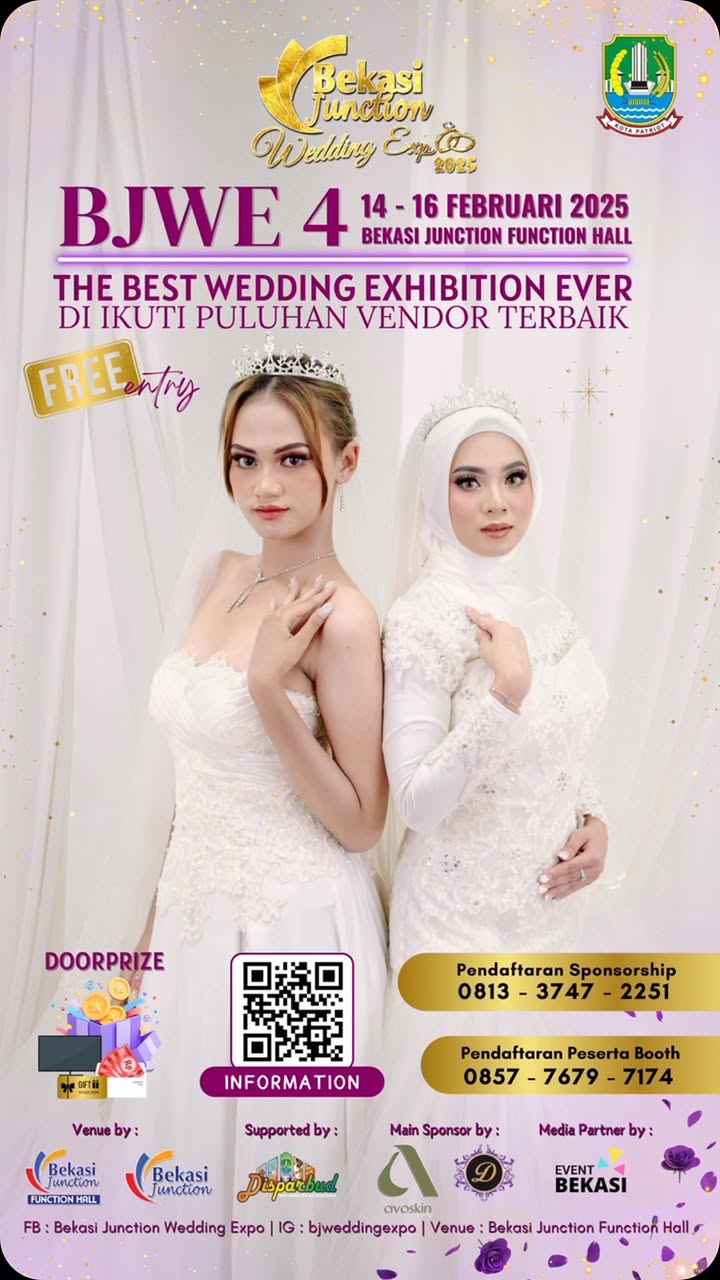 Bekasi
Junction
Wedding Expo
2025
KOTA PATRIOT
BJWE 4
14 - 16 FEBRUARI 2025
BEKASI JUNCTION FUNCTION HALL
THE BEST WEDDING EXHIBITION EVER
DI IKUTI PULUHAN VENDOR TERBAIK
FREE entry
DOORPRIZE
GIFT
VOUCHER
INFORMATION
Pendaftaran Sponsorship
0813 - 3747 - 2251
Pendaftaran Peserta Booth
0857 - 7679 - 7174
Venue by :
Bekasi
Junction
FUNCTION HALL
Bekasi
Junction
Supported by :
Disparbud
Main Sponsor by :
avoskin
D
Media Partner by :
EVENT
BEKASI
FB : Bekasi Junction Wedding Expo | IG : bjweddingexpo | Venue : Bekasi Junction Function Hall